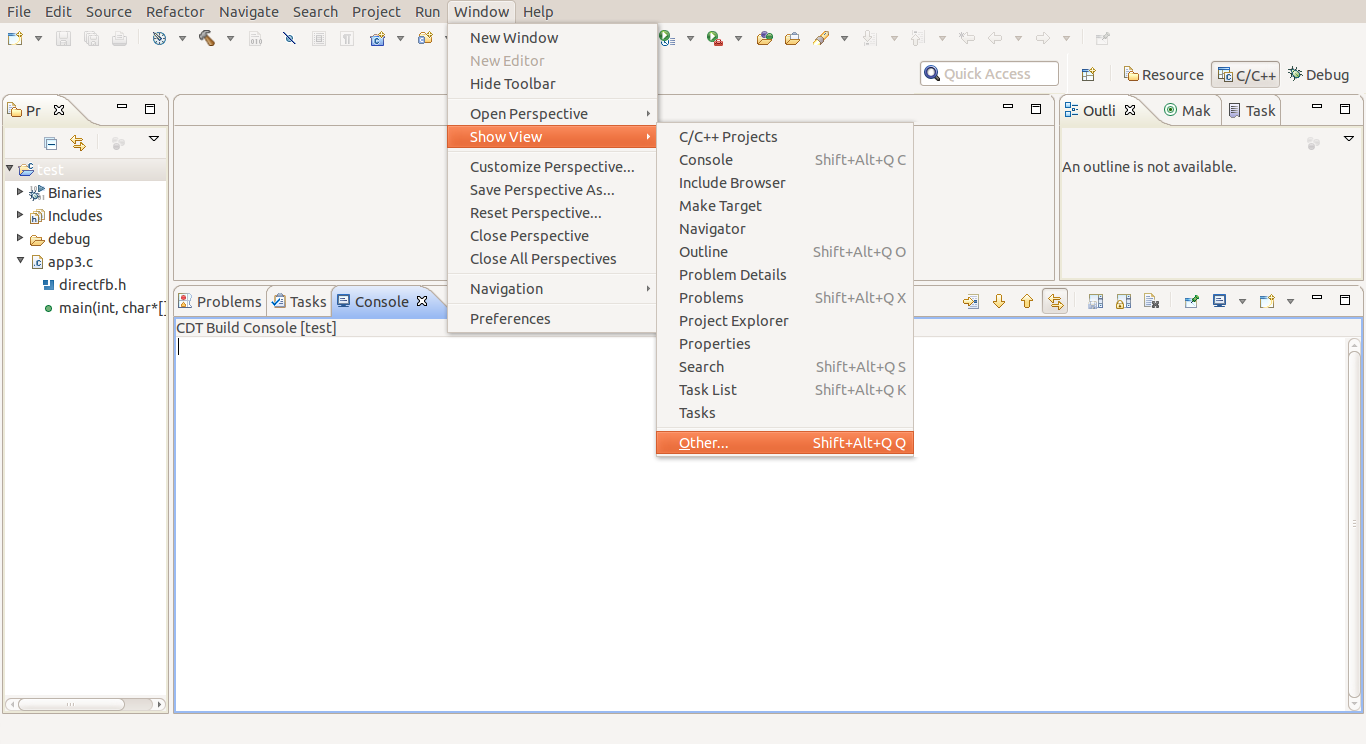 File Edit Source Refactor Navigate Search Project Run Window Help
New Window
New Editor
Hide Toolbar
Open Perspective
Show View
Customize Perspective...
Save Perspective As...
Reset Perspective...
Close Perspective
Close All Perspectives
Navigation
Preferences
C/C++ Projects
Console Shift+Alt+Q C
Include Browser
Make Target
Navigator
Outline Shift+Alt+Q O
Problem Details
Problems Shift+Alt+Q X
Project Explorer
Properties
Search Shift+Alt+Q S
Task List Shift+Alt+Q K
Tasks
Other... Shift+Alt+Q Q
Quick Access
Resource C/C++ Debug
Pr
test
Binaries
Includes
debug
app3.c
directfb.h
main(int, char*[]
Outli Mak Task
An outline is not available.
Problems Tasks Console
CDT Build Console [test]